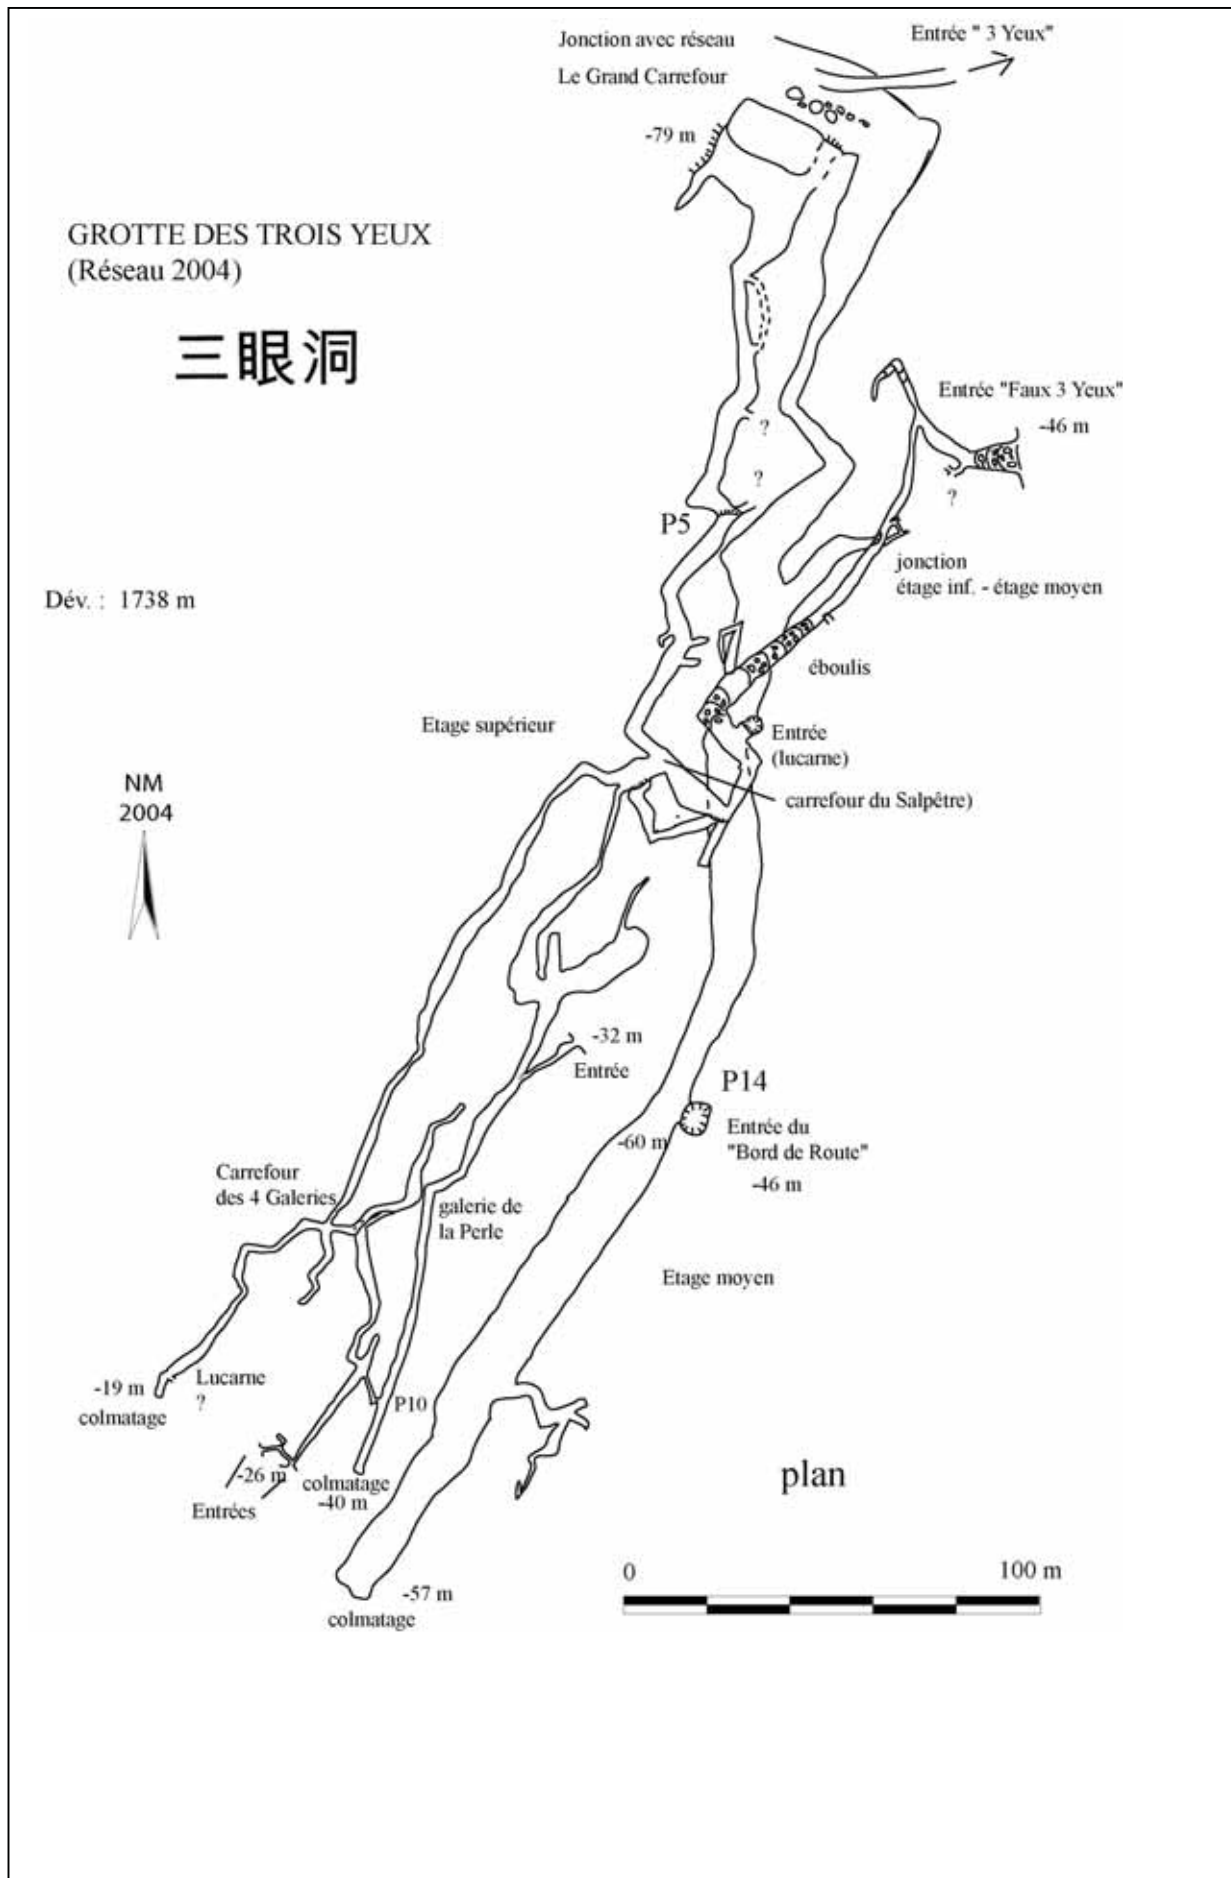 Jonction avec réseau
Entrée " 3 Yeux"
Le Grand Carrefour
-79 m
GROTTE DES TROIS YEUX
(Réseau 2004)
三眼洞
Entrée "Faux 3 Yeux"
-46 m
?
?
?
P5
jonction
étage inf. - étage moyen
Dév. : 1738 m
éboulis
Etage supérieur
Entrée
(lucarne)
carrefour du Salpêtre)
NM
2004
-32 m
Entrée
P14
Entrée du
"Bord de Route"
-46 m
-60 m
Carrefour
des 4 Galeries
galerie de
la Perle
Etage moyen
Lucarne
?
-19 m
colmatage
P10
-26 m
Entrées
colmatage
-40 m
plan
-57 m
colmatage
0
100 m